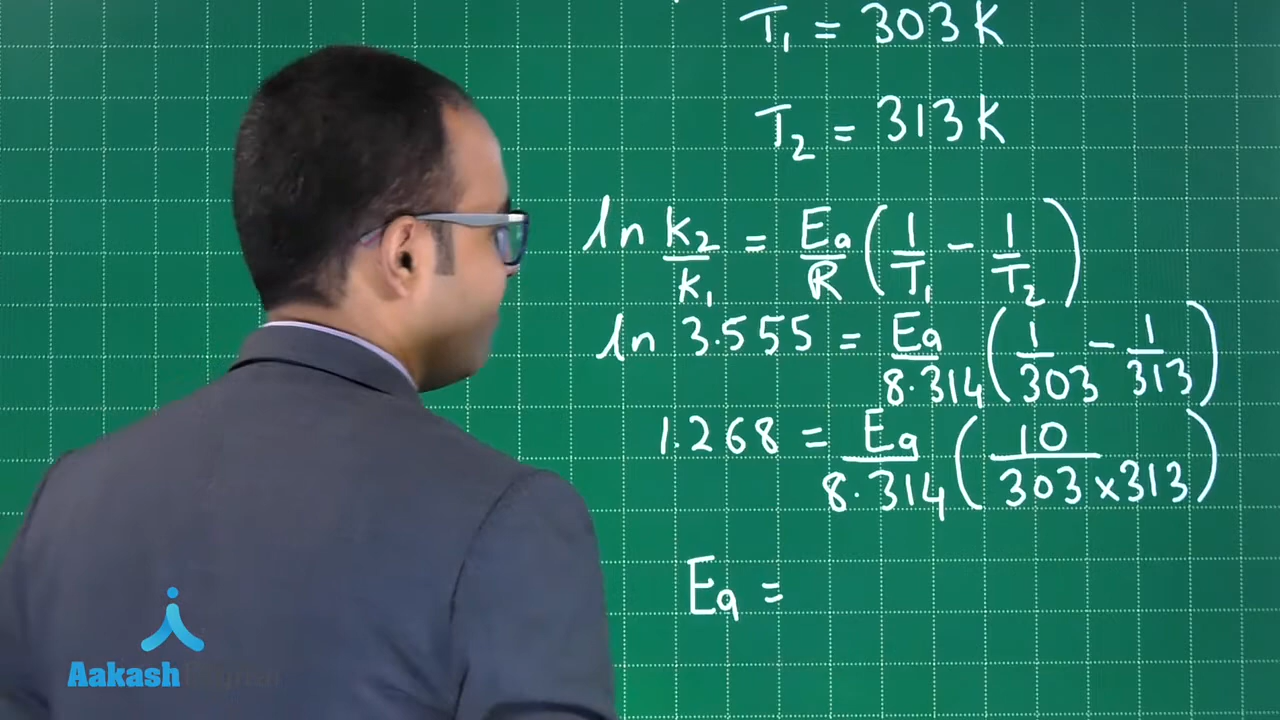 T₁ = 303 K
T₂ = 313 K
ln K₂/K₁ = Ea/R (1/T₁ - 1/T₂)
ln 3.555 = Ea/8.314 (1/303 - 1/313)
1.268 = Ea/8.314 (10/303×313)
Ea =
Aakash